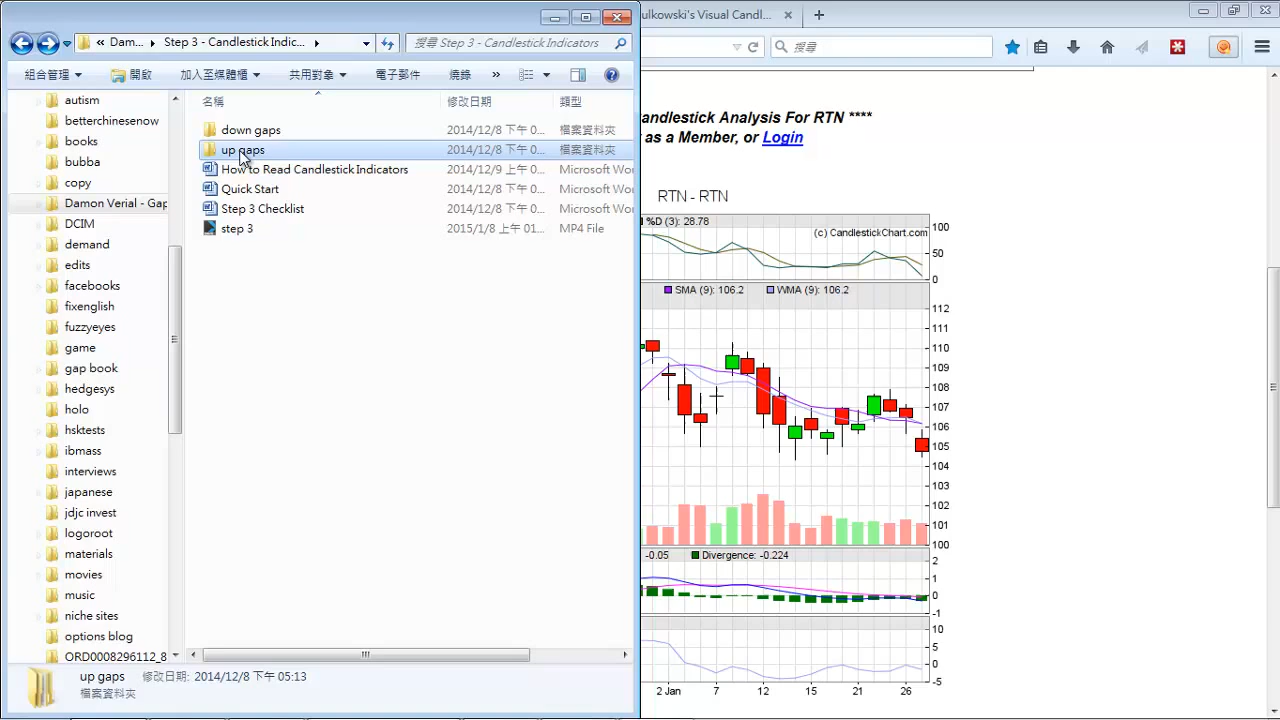 « Dam... ▸ Step 3 - Candlestick Indic... ▸
搜尋 Step 3 - Candlestick Indicators
組合管理 ▾ 開啟 加入至媒體櫃 ▾ 共用對象 ▾ 電子郵件 燒錄 »
autism
betterchinesenow
books
bubba
copy
Damon Verial - Gap
DCIM
demand
edits
facebooks
fixenglish
fuzzyeyes
game
gap book
hedgesys
holo
hsktests
ibmass
interviews
japanese
jdjc invest
logoroot
materials
movies
music
niche sites
options blog
ORD0008296112_8
名稱 修改日期 類型
down gaps 2014/12/8 下午 0... 檔案資料夾
up gaps 2014/12/8 下午 0... 檔案資料夾
How to Read Candlestick Indicators 2014/12/9 上午 0... Microsoft Wo
Quick Start 2014/12/8 下午 0... Microsoft Wo
Step 3 Checklist 2014/12/8 下午 0... Microsoft Wo
step 3 2015/1/8 上午 01... MP4 File
up gaps 修改日期: 2014/12/8 下午 05:13
檔案資料夾
ulkowski's Visual Candl...
搜尋
andlestick Analysis For RTN ****
as a Member, or Login
RTN - RTN
%D (3): 28.78
(c) CandlestickChart.com
100
50
0
SMA (9): 106.2 WMA (9): 106.2
112
111
110
109
108
107
106
105
104
103
102
101
100
-0.05 Divergence: -0.224
2
1
0
-1
10
5
0
-5
2 Jan 7 12 15 21 26